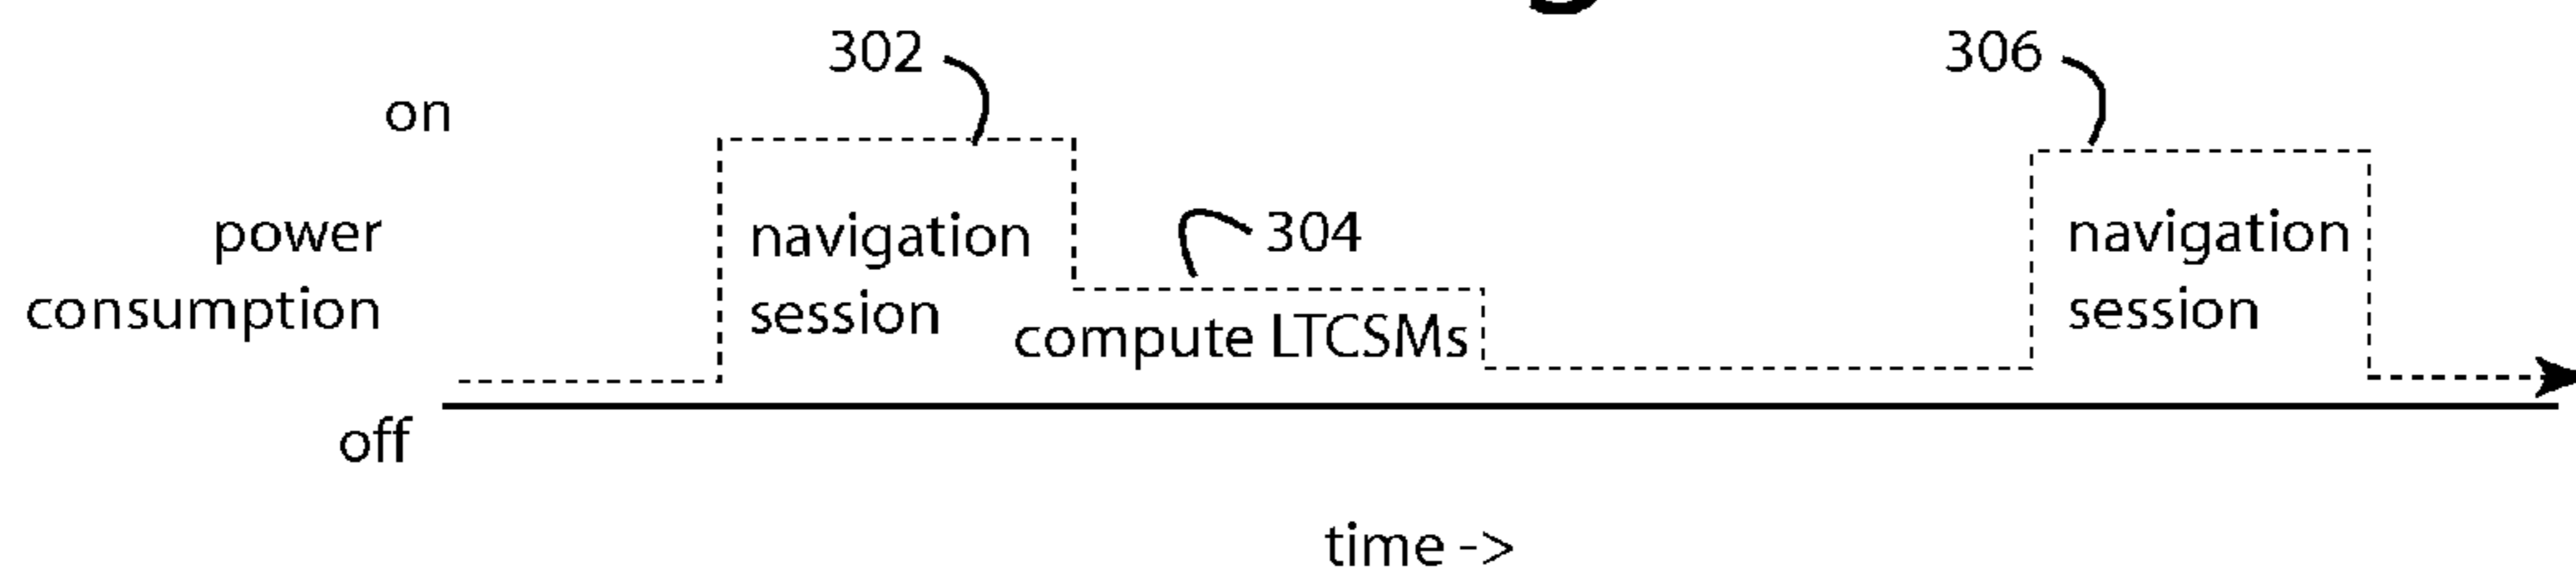 302
306
on
navigation
session
304
power
consumption
compute LTCSMs
navigation
session
off
time ->